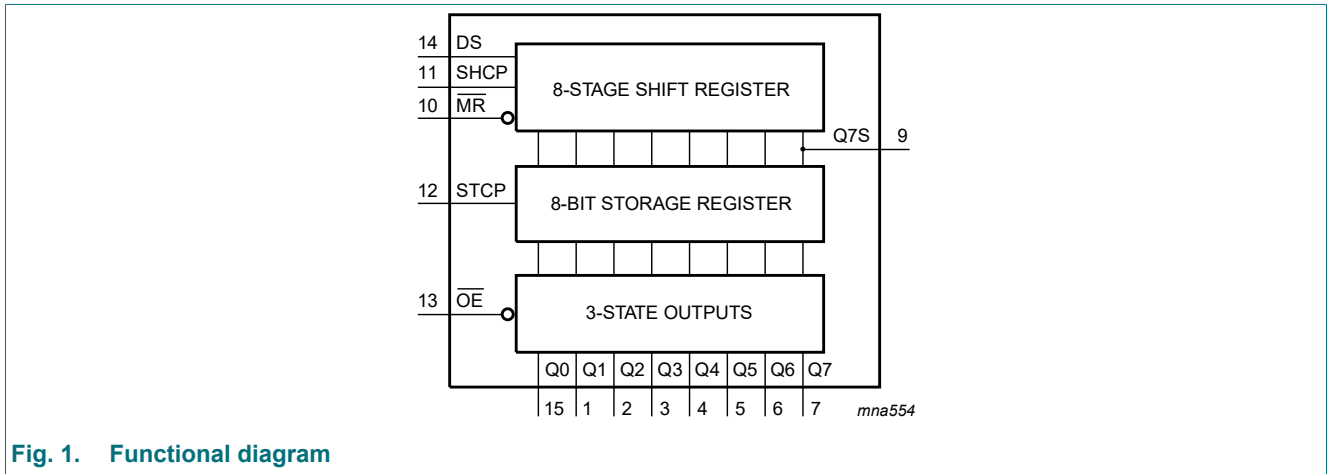 14 DS
11 SHCP
10 MR
8-STAGE SHIFT REGISTER
Q7S 9
12 STCP
8-BIT STORAGE REGISTER
13 OE
3-STATE OUTPUTS
Q0 Q1 Q2 Q3 Q4 Q5 Q6 Q7
15 1 2 3 4 5 6 7
mna554
Fig. 1. Functional diagram